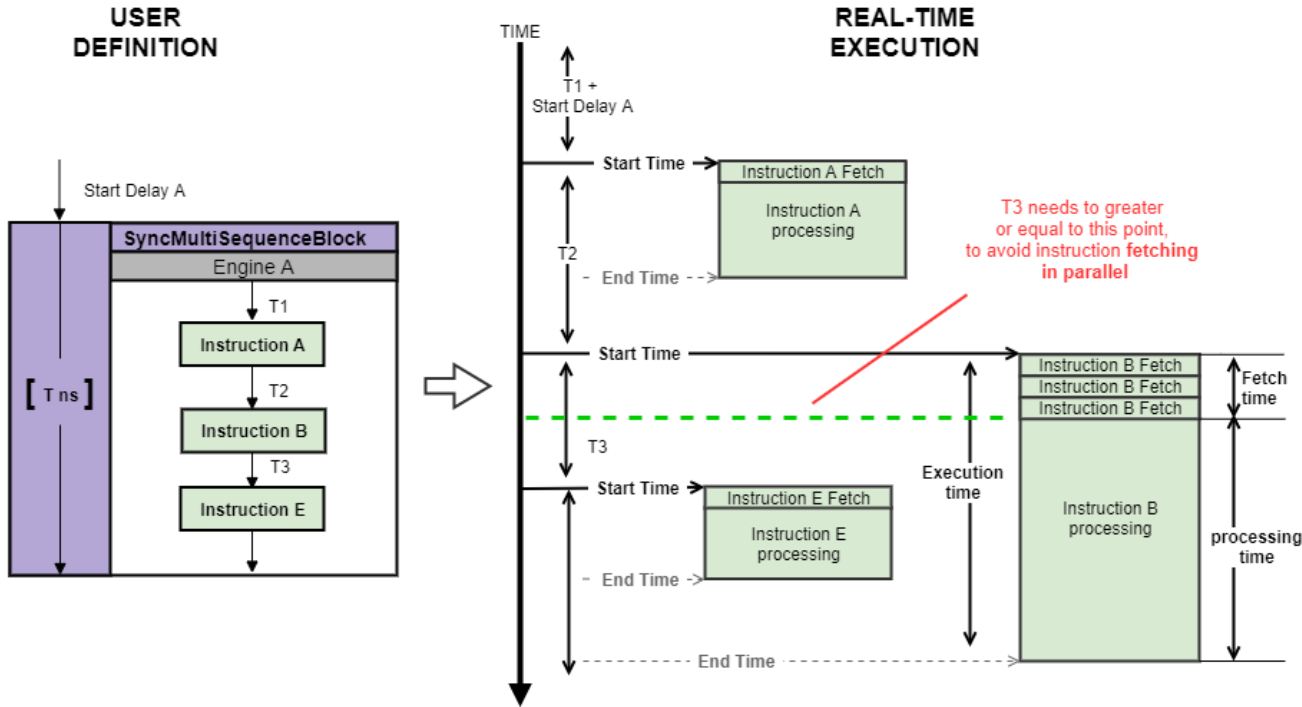 USER
DEFINITION
Start Delay A
[ T ns ]
SyncMultiSequenceBlock
Engine A
T1
Instruction A
T2
Instruction B
T3
Instruction E
REAL-TIME
EXECUTION
TIME
T1 +
Start Delay A
Start Time
Instruction A Fetch
Instruction A
processing
T2
End Time
T3 needs to greater
or equal to this point,
to avoid instruction fetching
in parallel
Start Time
Instruction B Fetch
Instruction B Fetch
Instruction B Fetch
Fetch
time
T3
Execution
time
Start Time
Instruction E Fetch
Instruction E
processing
Instruction B
processing
processing
time
End Time
End Time